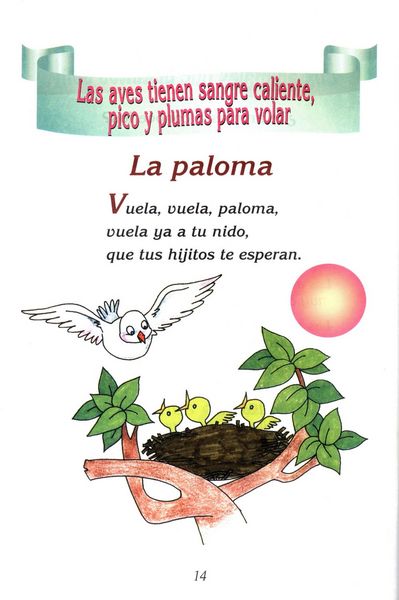 Las aves tienen sangre caliente,
pico y plumas para volar
La paloma
Vuela, vuela, paloma,
vuela ya a tu nido,
que tus hijitos te esperan.
14